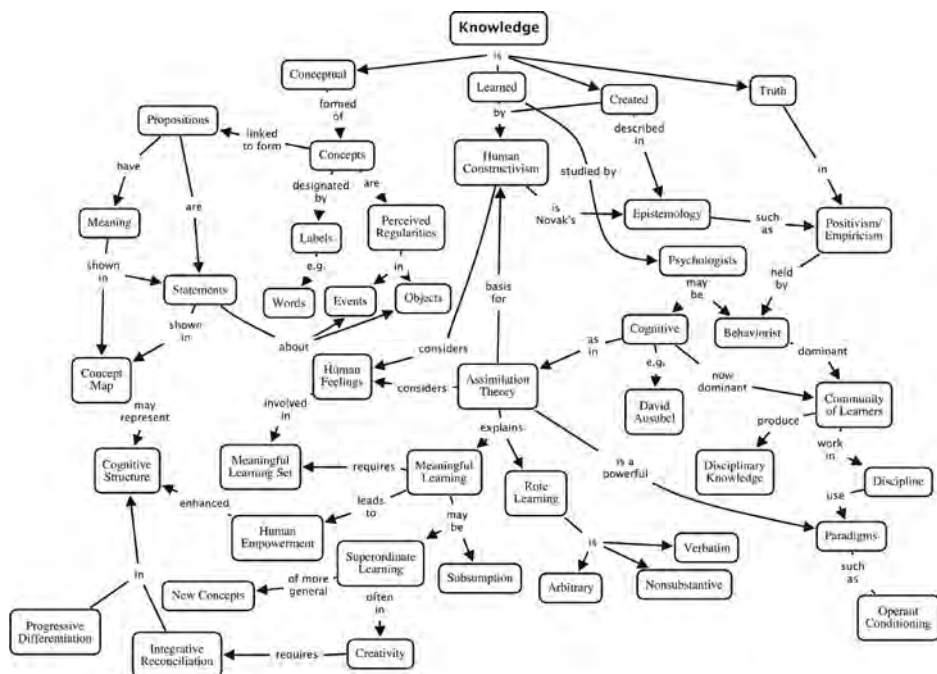 Knowledge
is
Conceptual
Learned
Created
Truth
formed
of
by
described
in
Propositions
linked
to form
Concepts
Human
Constructivism
studied by
in
have
designated
by
are
is
Novak's
Epistemology
such
as
Positivism/
Empiricism
Meaning
are
Labels
Perceived
Regularities
Psychologists
shown
in
e.g.
in
basis
for
may
be
held
by
Statements
Words
Events
Objects
shown
in
about
considers
Cognitive
Behaviorist
as
in
e.g.
now
dominant
dominant
Concept
Map
Human
Feelings
considers
Assimilation
Theory
David
Ausubel
Community
of Learners
may
represent
involved
in
explains
produce
work
in
Cognitive
Structure
Meaningful
Learning Set
requires
Meaningful
Learning
Rote
Learning
is a
powerful
Disciplinary
Knowledge
Discipline
enhanced
leads
to
may
be
use
Human
Empowerment
Superordinate
Learning
Subsumption
is
Verbatim
Paradigms
in
New Concepts
of more
general
often
in
Arbitrary
Nonsubstantive
such
as
Progressive
Differentiation
Integrative
Reconciliation
requires
Creativity
Operant
Conditioning